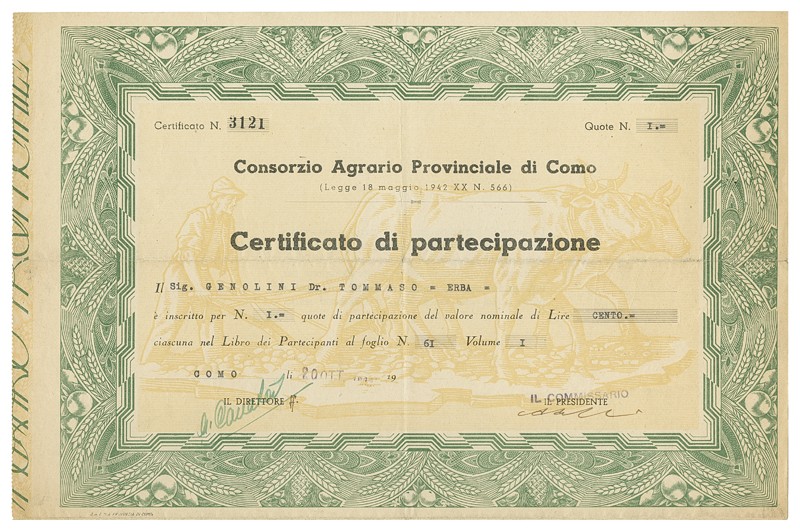 Certificato N. 3121
Quote N. I.=
Consorzio Agrario Provinciale di Como
(Legge 18 maggio 1942 XX N. 566)
Certificato di partecipazione
Il Sig. GENOLINI Dr. TOMMASO = ERBA =
è inscritto per N. I.= quote di partecipazione del valore nominale di Lire CENTO.=
ciascuna nel Libro dei Partecipanti al foglio N. 61 Volume I
COMO li 20 OTT. 19
IL DIRETTORE ff.
IL COMMISSARIO
IL PRESIDENTE